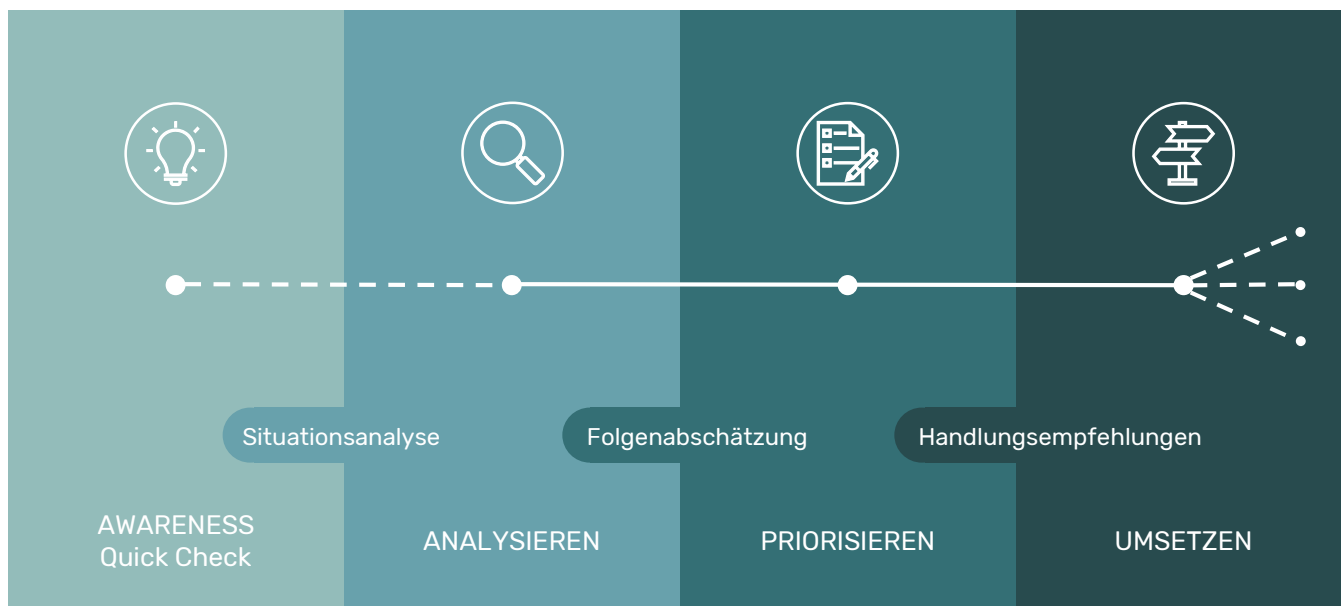 Situationsanalyse
Folgenabschätzung
Handlungsempfehlungen
AWARENESS
Quick Check
ANALYSIEREN
PRIORISIEREN
UMSETZEN